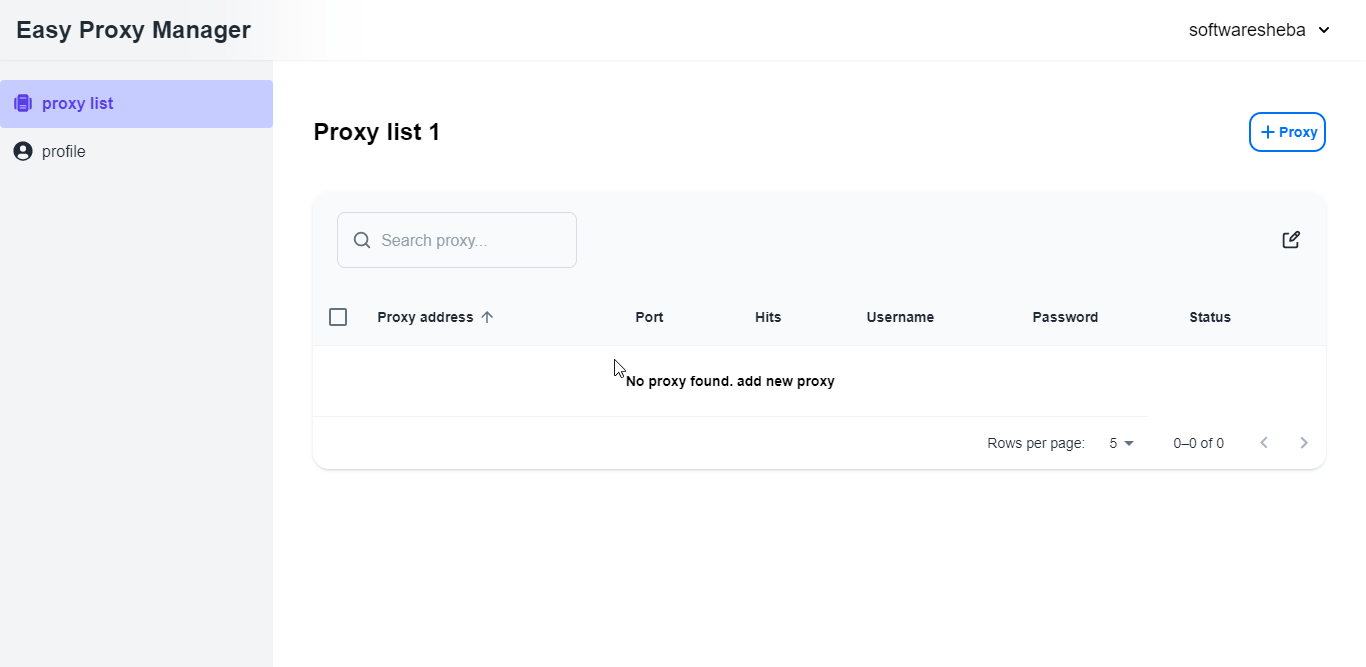 Easy Proxy Manager
softwaresheba
proxy list
profile
Proxy list 1
+ Proxy
Search proxy...
Proxy address Port Hits Username Password Status
No proxy found. add new proxy
Rows per page: 5 0–0 of 0